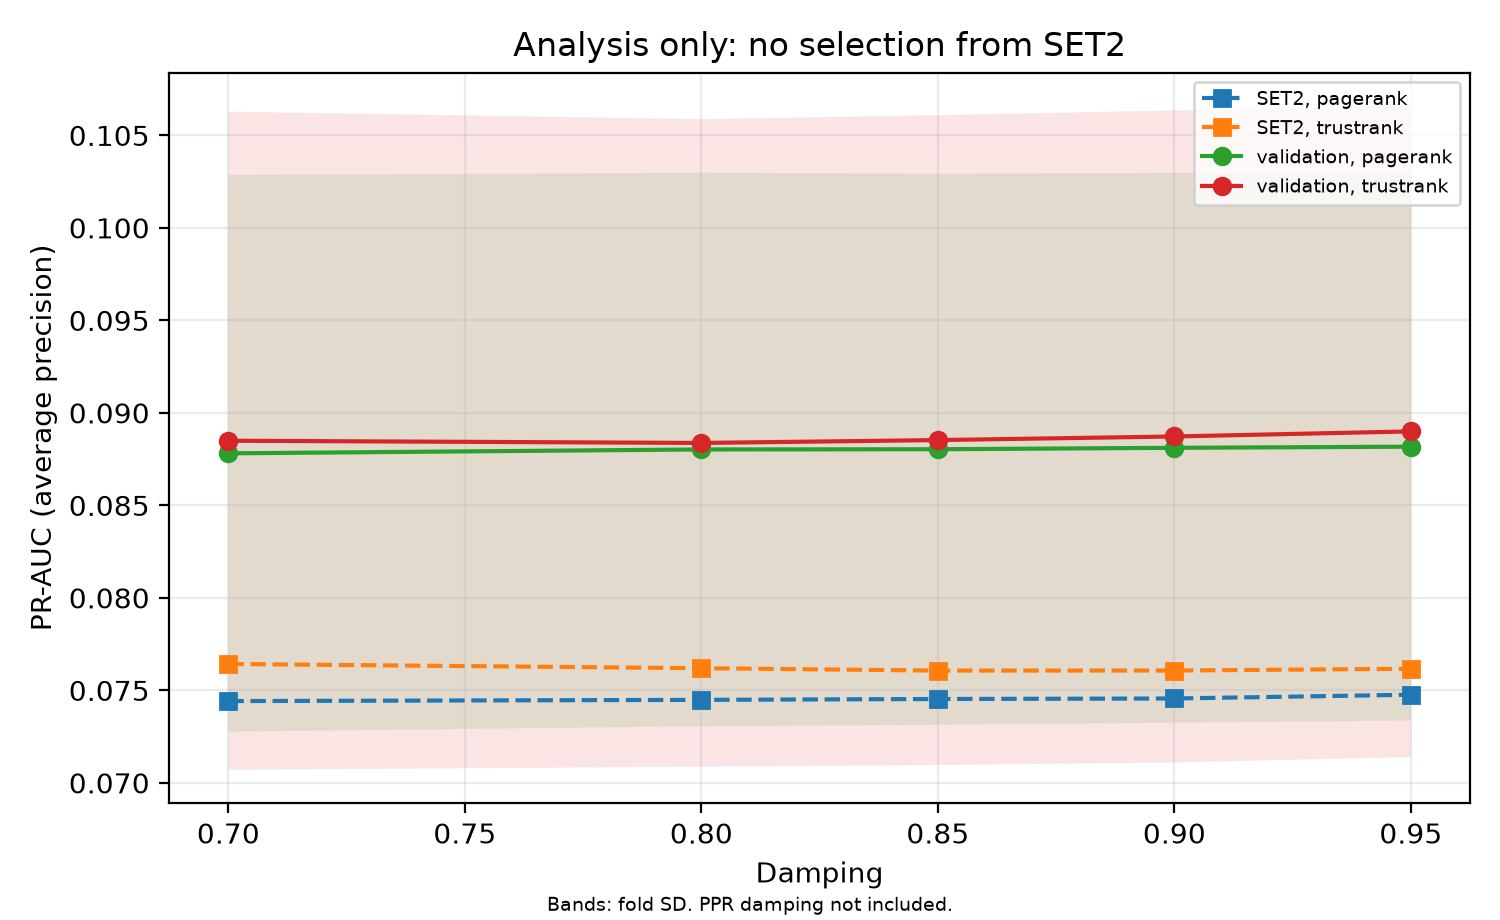 Analysis only: no selection from SET2
SET2, pagerank
SET2, trustrank
validation, pagerank
validation, trustrank
PR-AUC (average precision)
0.105
0.100
0.095
0.090
0.085
0.080
0.075
0.070
0.70 0.75 0.80 0.85 0.90 0.95
Damping
Bands: fold SD. PPR damping not included.